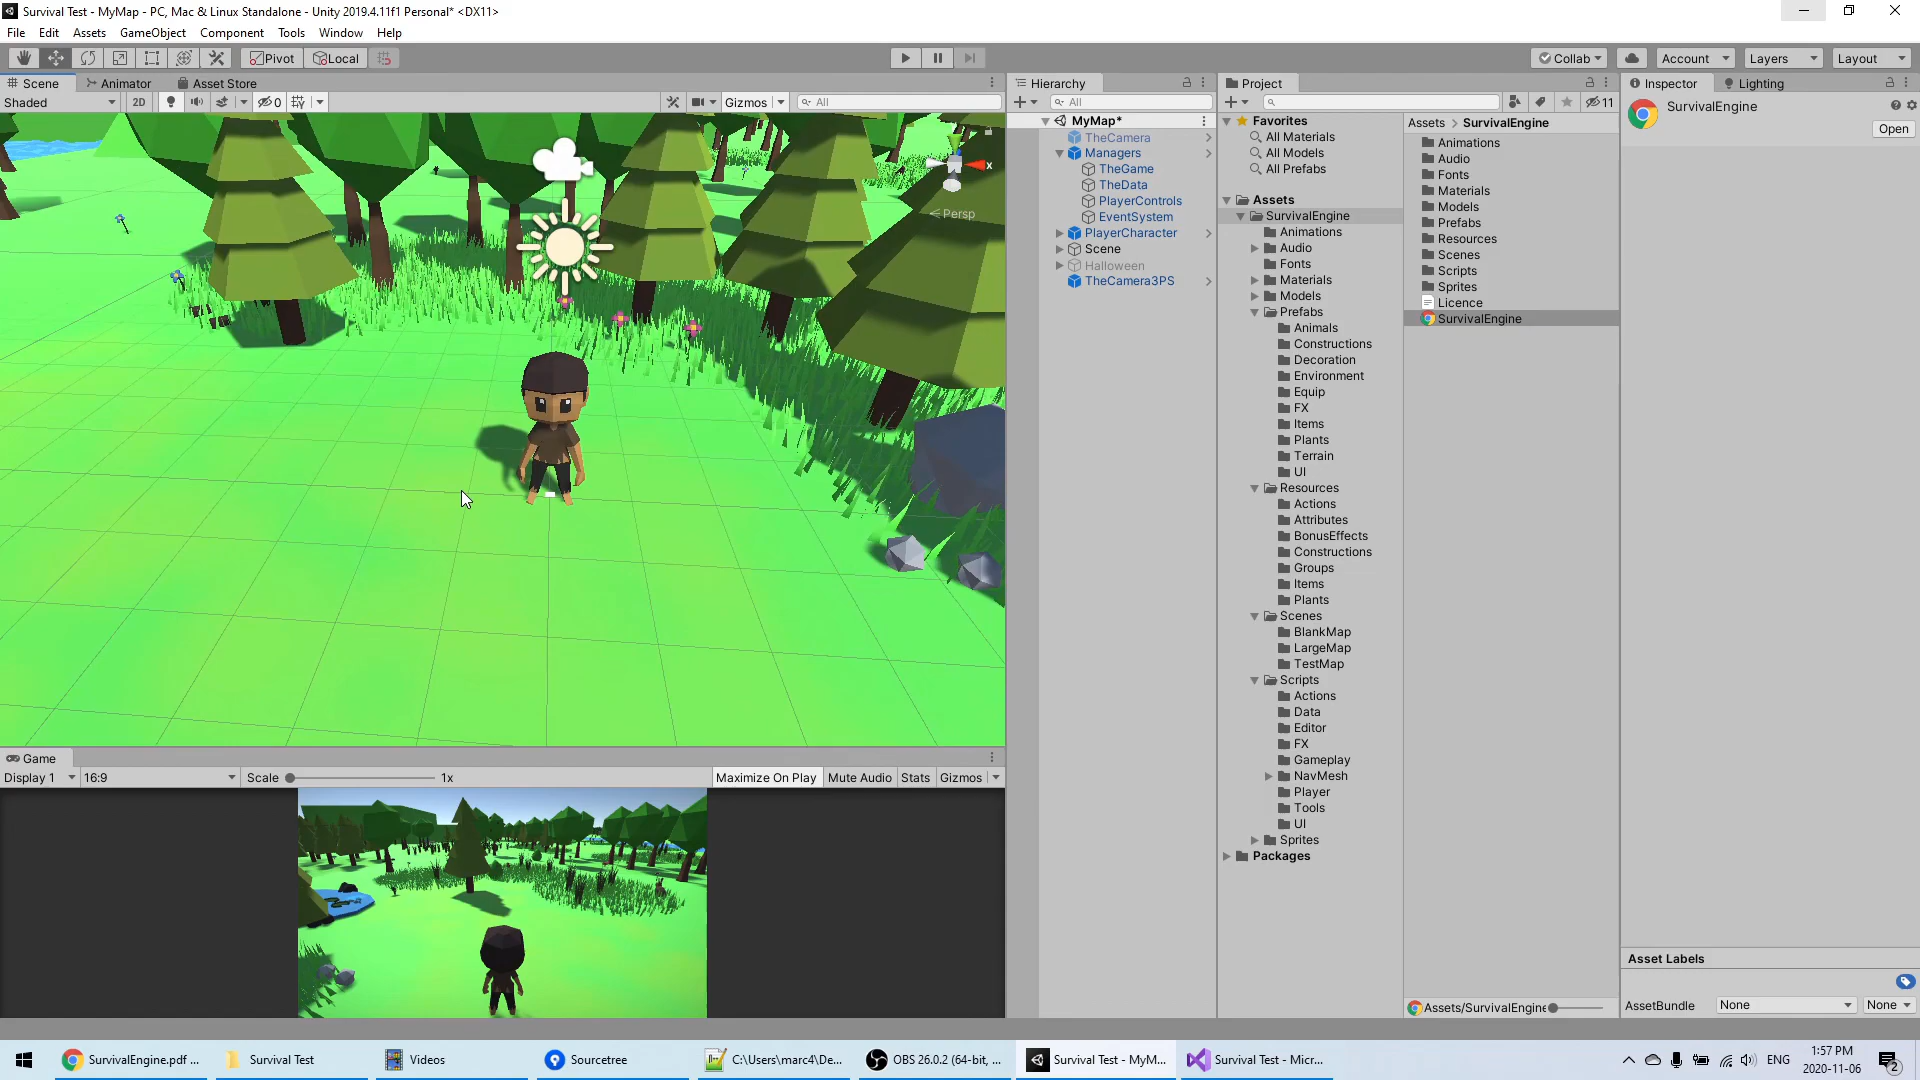 Survival Test - MyMap - PC, Mac & Linux Standalone - Unity 2019.4.11f1 Personal* <DX11>
File Edit Assets GameObject Component Tools Window Help
Pivot Local Collab Account Layers Layout
Scene Animator Asset Store
Shaded 2D 0 Gizmos All
x
Persp
Game
Display 1 16:9 Scale 1x Maximize On Play Mute Audio Stats Gizmos
Hierarchy
All
MyMap*
TheCamera
Managers
TheGame
TheData
PlayerControls
EventSystem
PlayerCharacter
Scene
Halloween
TheCamera3PS
Project
11
Favorites
All Materials
All Models
All Prefabs
Assets
SurvivalEngine
Animations
Audio
Fonts
Materials
Models
Prefabs
Animals
Constructions
Decoration
Environment
Equip
FX
Items
Plants
Terrain
UI
Resources
Actions
Attributes
BonusEffects
Constructions
Groups
Items
Plants
Scenes
BlankMap
LargeMap
TestMap
Scripts
Actions
Data
Editor
FX
Gameplay
NavMesh
Player
Tools
UI
Sprites
Packages
Assets > SurvivalEngine
Animations
Audio
Fonts
Materials
Models
Prefabs
Resources
Scenes
Scripts
Sprites
Licence
SurvivalEngine
Assets/SurvivalEngine
Inspector Lighting
SurvivalEngine
Open
Asset Labels
AssetBundle None None
SurvivalEngine.pdf ... Survival Test Videos Sourcetree C:\Users\marc4\De... OBS 26.0.2 (64-bit, ... Survival Test - MyM... Survival Test - Micr... ENG 1:57 PM
2020-11-06 2